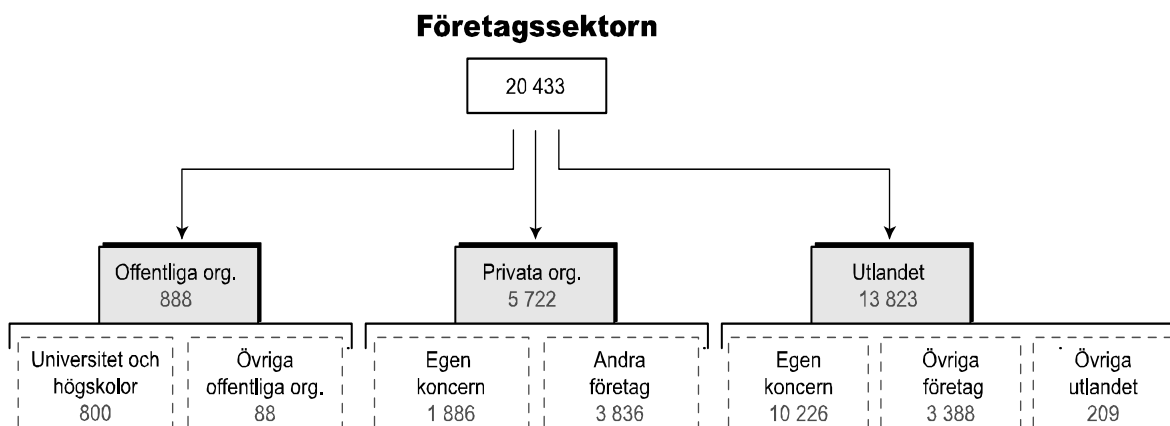 Företagssektorn
20 433
Offentliga org.
888
Privata org.
5 722
Utlandet
13 823
Universitet och
högskolor
800
Övriga
offentliga org.
88
Egen
koncern
1 886
Andra
företag
3 836
Egen
koncern
10 226
Övriga
företag
3 388
Övriga
utlandet
209